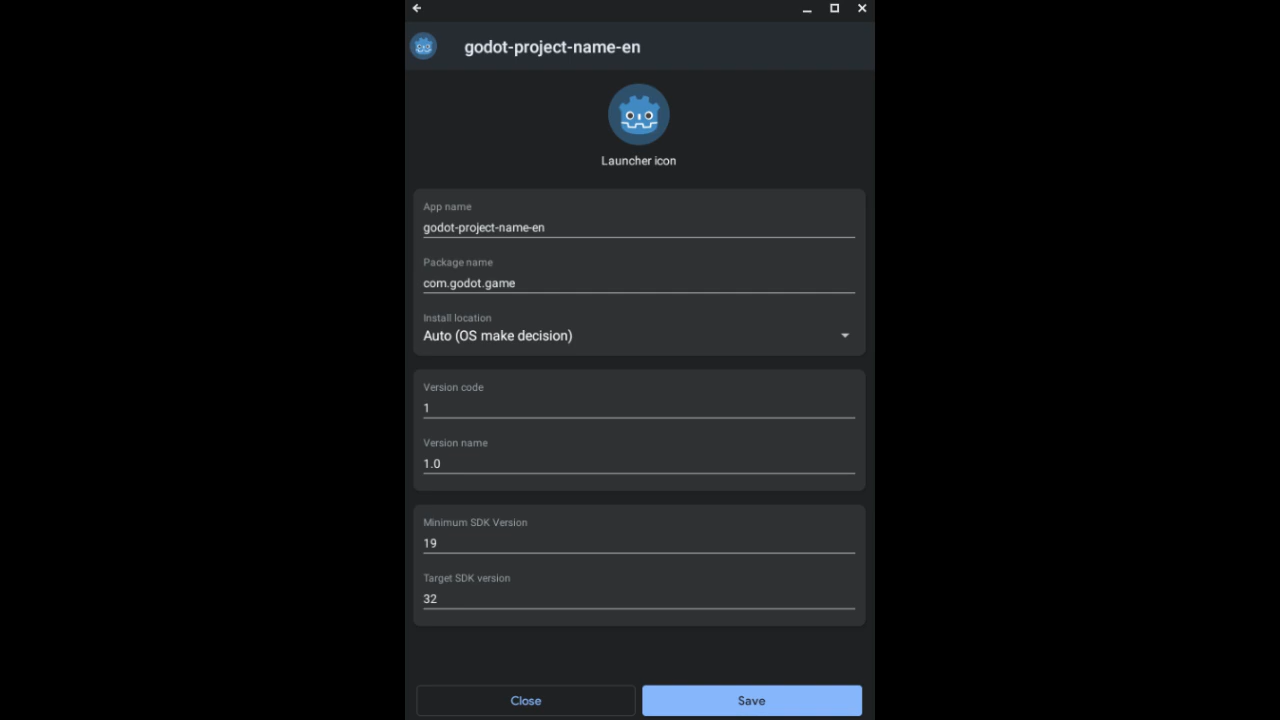 godot-project-name-en
Launcher icon
App name
godot-project-name-en
Package name
com.godot.game
Install location
Auto (OS make decision)
Version code
1
Version name
1.0
Minimum SDK Version
19
Target SDK version
32
Close
Save